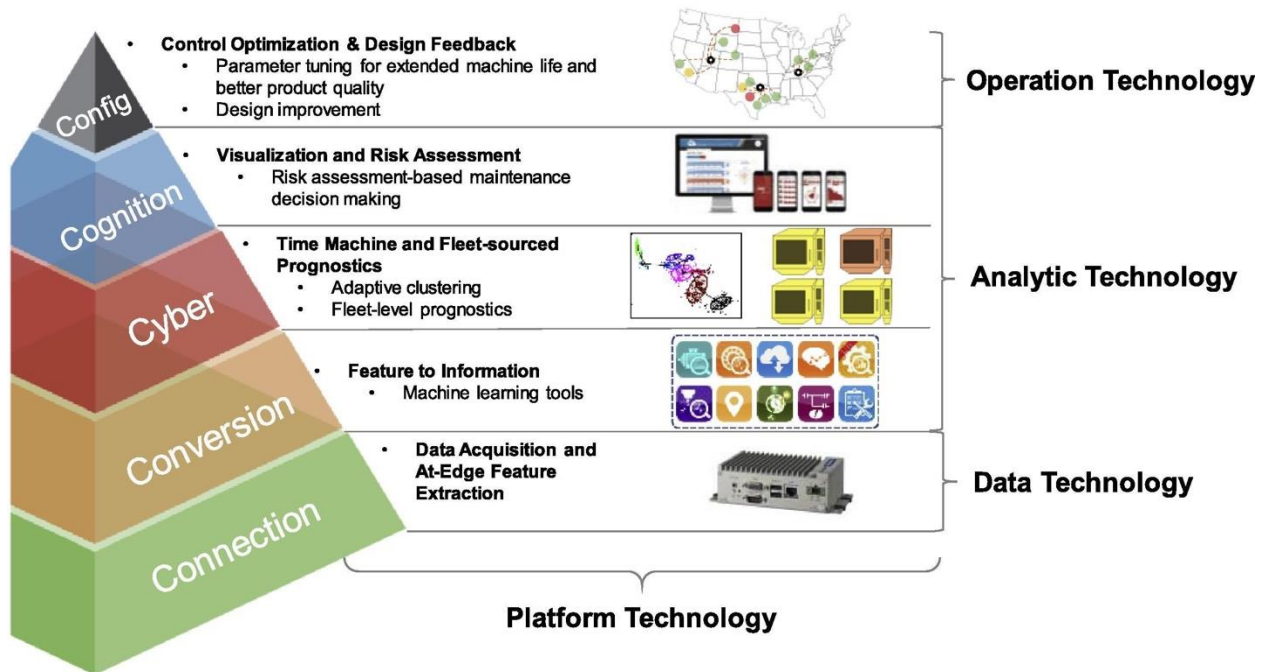 Config
• Control Optimization & Design Feedback
• Parameter tuning for extended machine life and
better product quality
• Design improvement
Operation Technology
Cognition
• Visualization and Risk Assessment
• Risk assessment-based maintenance
decision making
Cyber
• Time Machine and Fleet-sourced
Prognostics
• Adaptive clustering
• Fleet-level prognostics
Analytic Technology
Conversion
• Feature to Information
• Machine learning tools
Connection
• Data Acquisition and
At-Edge Feature
Extraction
Data Technology
Platform Technology